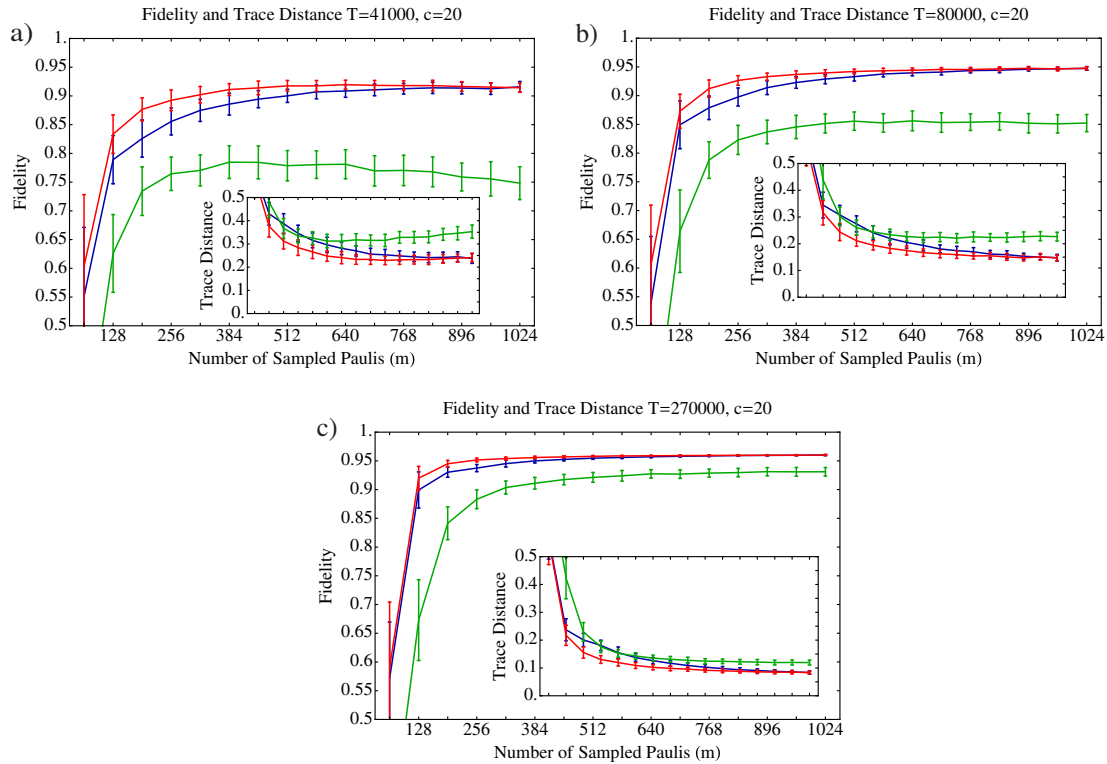 Fidelity and Trace Distance T=41000, c=20
a)
1.
0.95
0.9
0.85
0.8
0.75
0.7
0.65
0.6
0.55
0.5
Fidelity
128 256 384 512 640 768 896 1024
Number of Sampled Paulis (m)
0.5
0.4
0.3
0.2
0.1
0.
Trace Distance
Fidelity and Trace Distance T=80000, c=20
b)
1.
0.95
0.9
0.85
0.8
0.75
0.7
0.65
0.6
0.55
0.5
Fidelity
128 256 384 512 640 768 896 1024
Number of Sampled Paulis (m)
0.5
0.4
0.3
0.2
0.1
0.
Trace Distance
Fidelity and Trace Distance T=270000, c=20
c)
1.
0.95
0.9
0.85
0.8
0.75
0.7
0.65
0.6
0.55
0.5
Fidelity
128 256 384 512 640 768 896 1024
Number of Sampled Paulis (m)
0.5
0.4
0.3
0.2
0.1
0.
Trace Distance